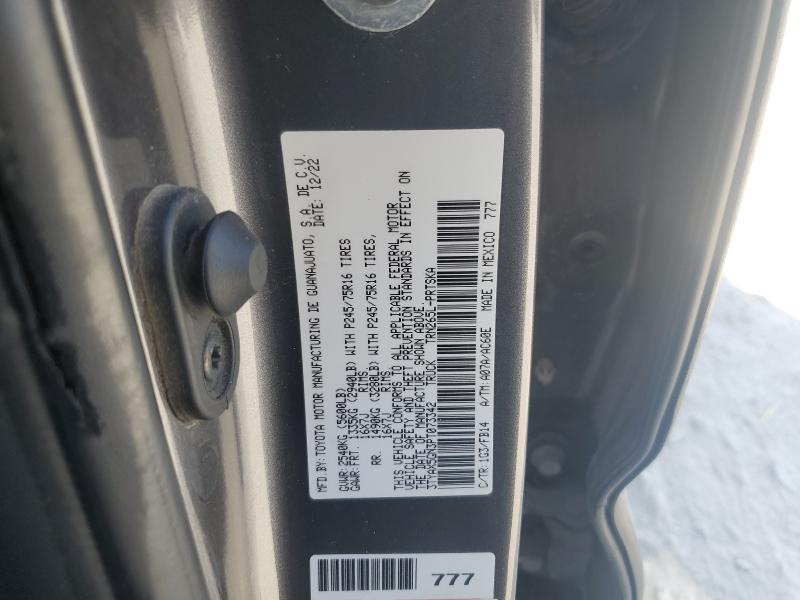 MFD.BY:TOYOTA MOTOR MANUFACTURING DE GUANAJUATO, S.A. DE C.V.
DATE: 12/22
GVWR:2540KG (5600LB)
GAWR:FRT. 1335KG (2940LB) WITH P245/75R16 TIRES
16X7J RIMS
RR. 1490KG (3280LB) WITH P245/75R16 TIRES,
16X7J RIMS
THIS VEHICLE CONFORMS TO ALL APPLICABLE FEDERAL MOTOR
VEHICLE SAFETY AND THEFT PREVENTION STANDARDS IN EFFECT ON
THE DATE OF MANUFACTURE SHOWN ABOVE.
3TYAX5GN3PT073342 TRUCK TRN265L-PRTSKA
C/TR:1G3/FB14 A/TM:A07A/AC60E MADE IN MEXICO 777
777